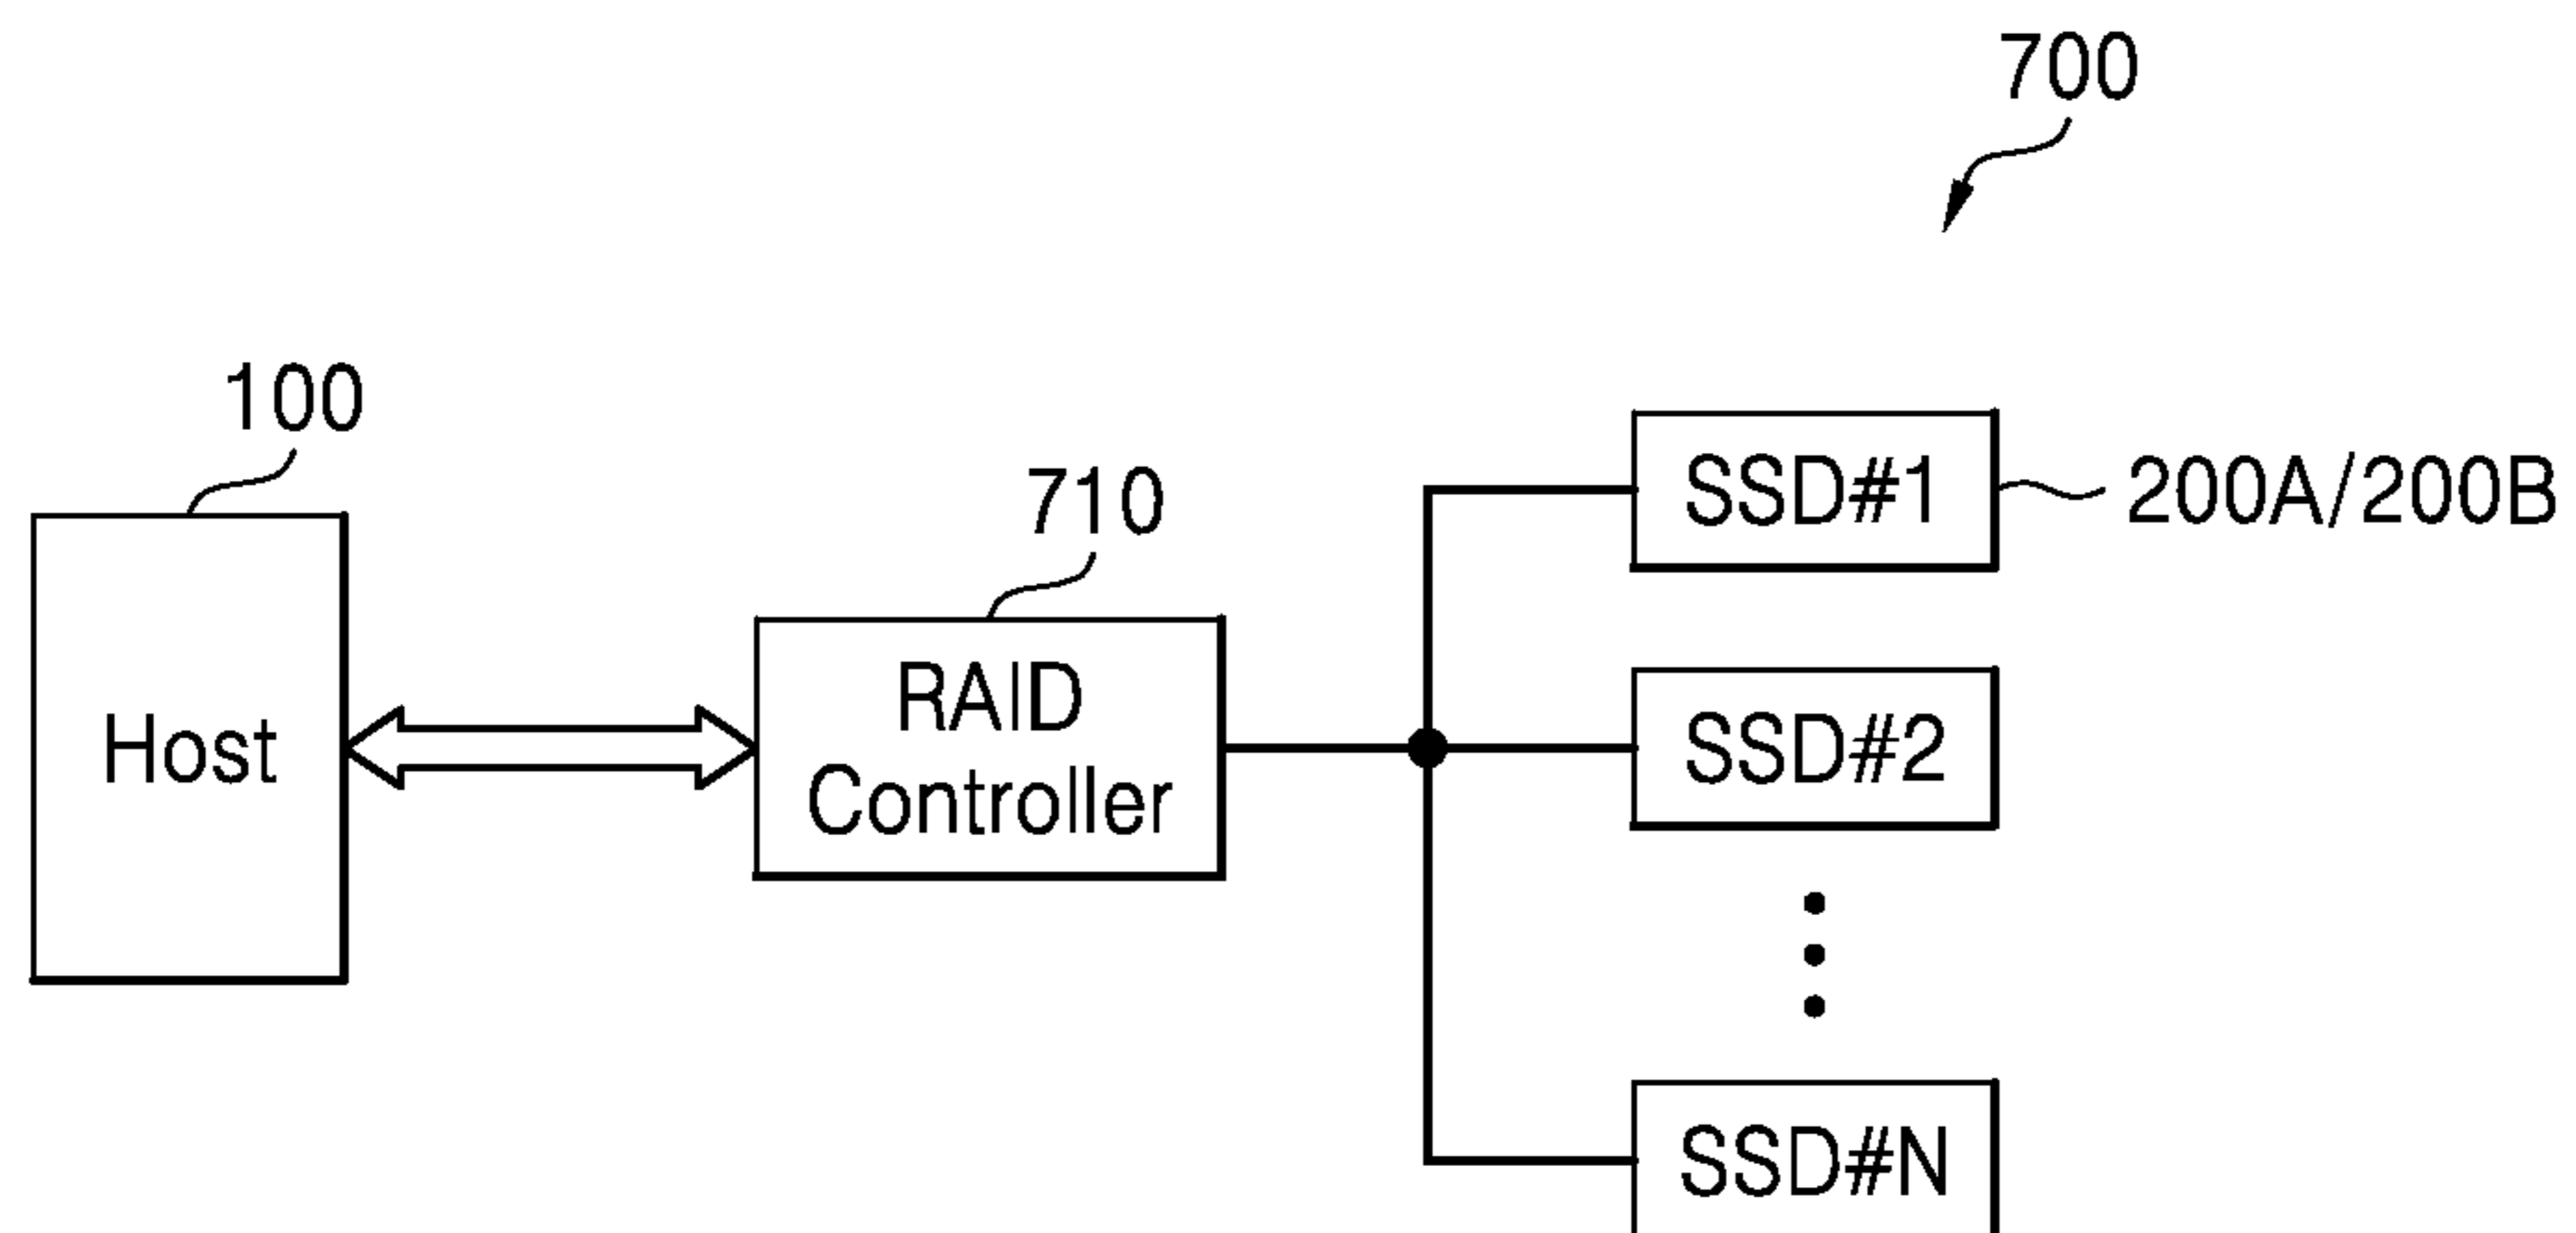 700
100
710
SSD#1
200A/200B
Host
RAID
Controller
SSD#2
SSD#N